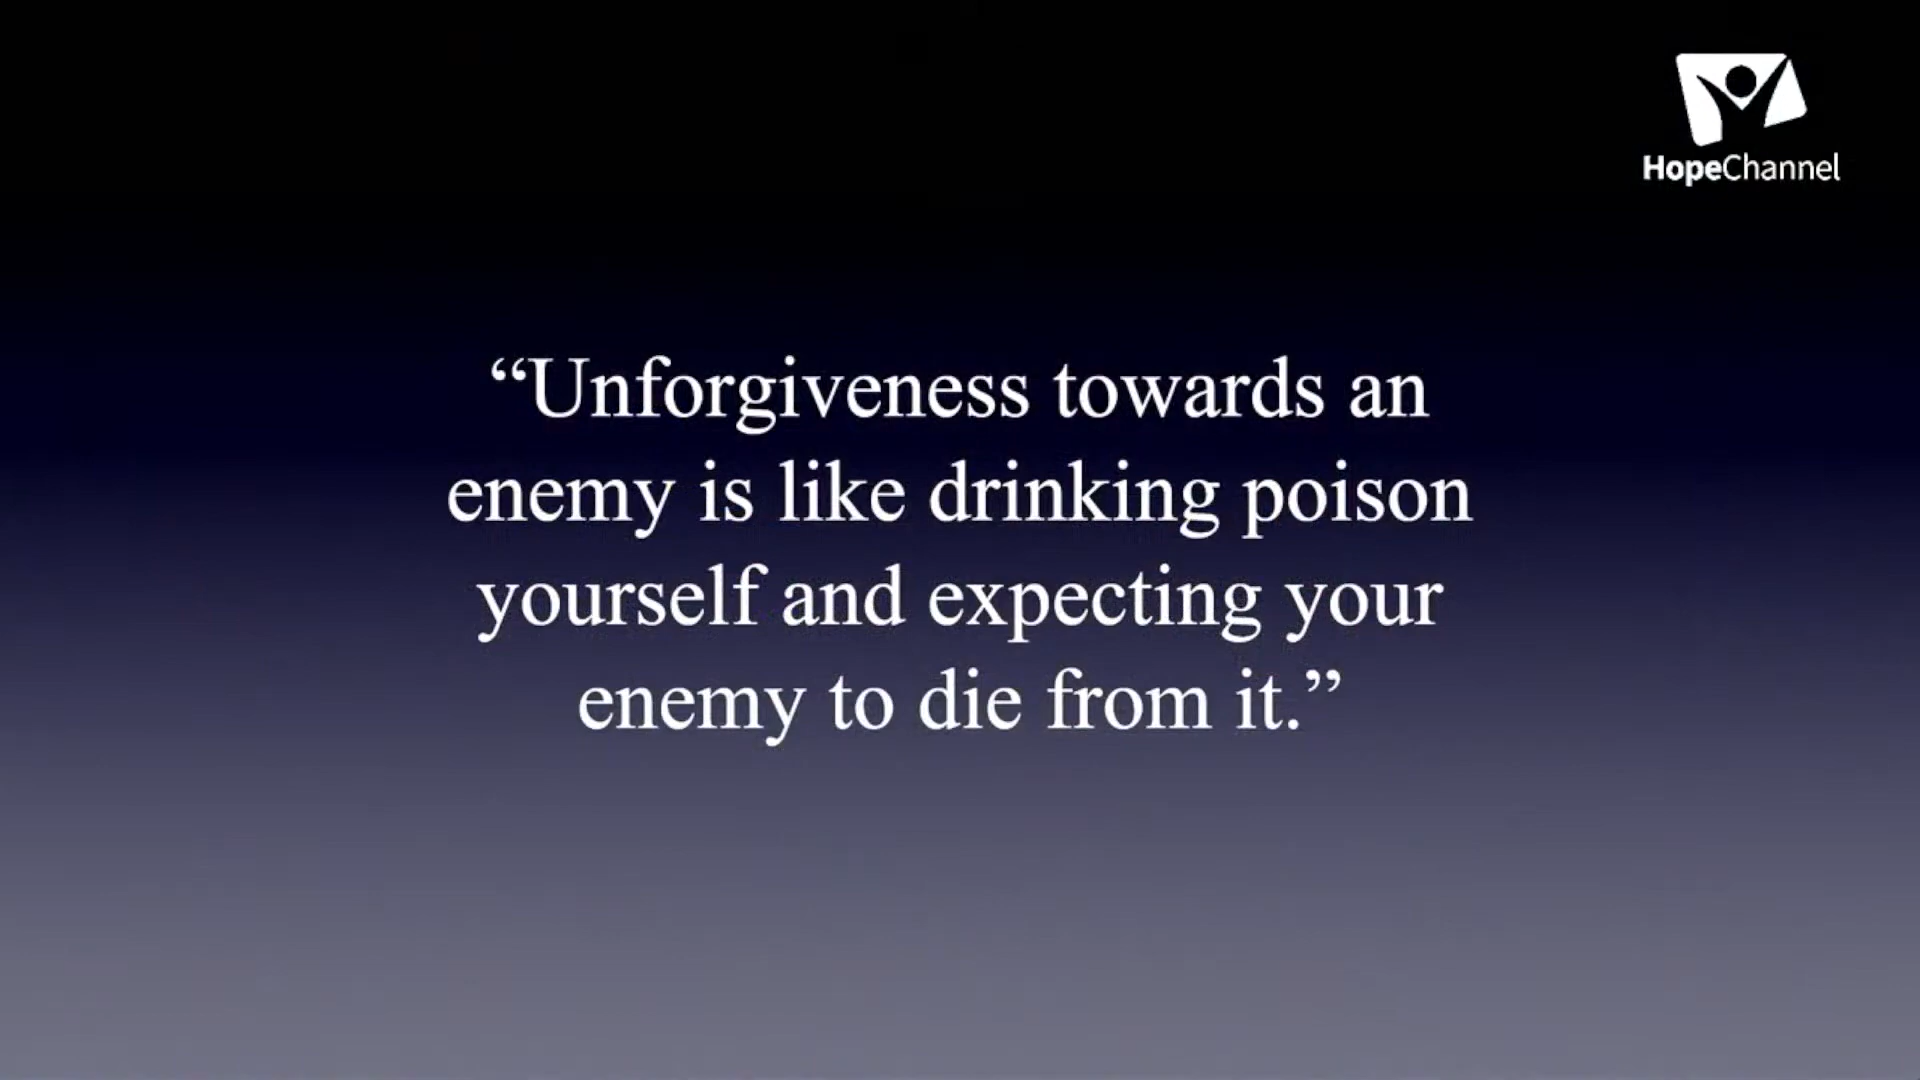 HopeChannel
“Unforgiveness towards an
enemy is like drinking poison
yourself and expecting your
enemy to die from it.”